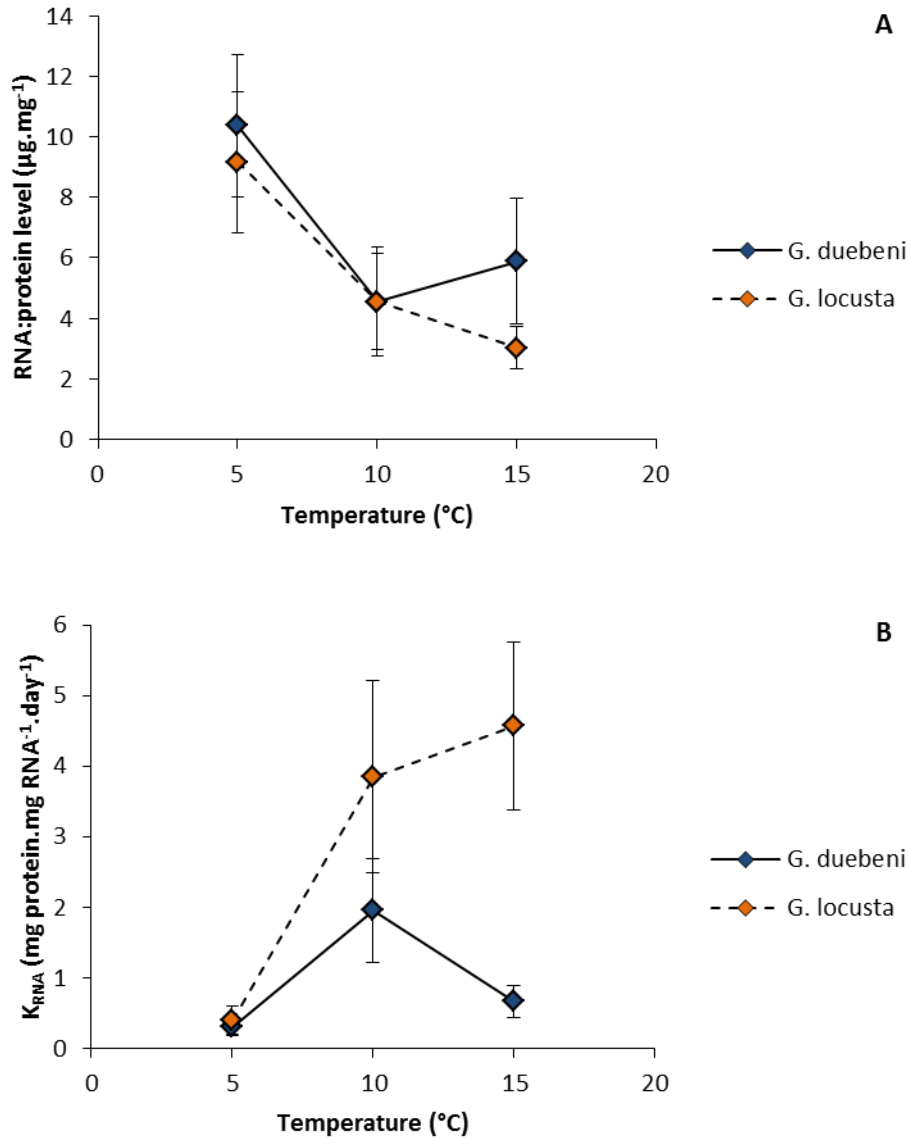 A
RNA:protein level (µg.mg⁻¹)
14
12
10
8
6
4
2
0
0 5 10 15 20
Temperature (°C)
G. duebeni
G. locusta
B
K_RNA (mg protein.mg RNA⁻¹.day⁻¹)
6
5
4
3
2
1
0
0 5 10 15 20
Temperature (°C)
G. duebeni
G. locusta